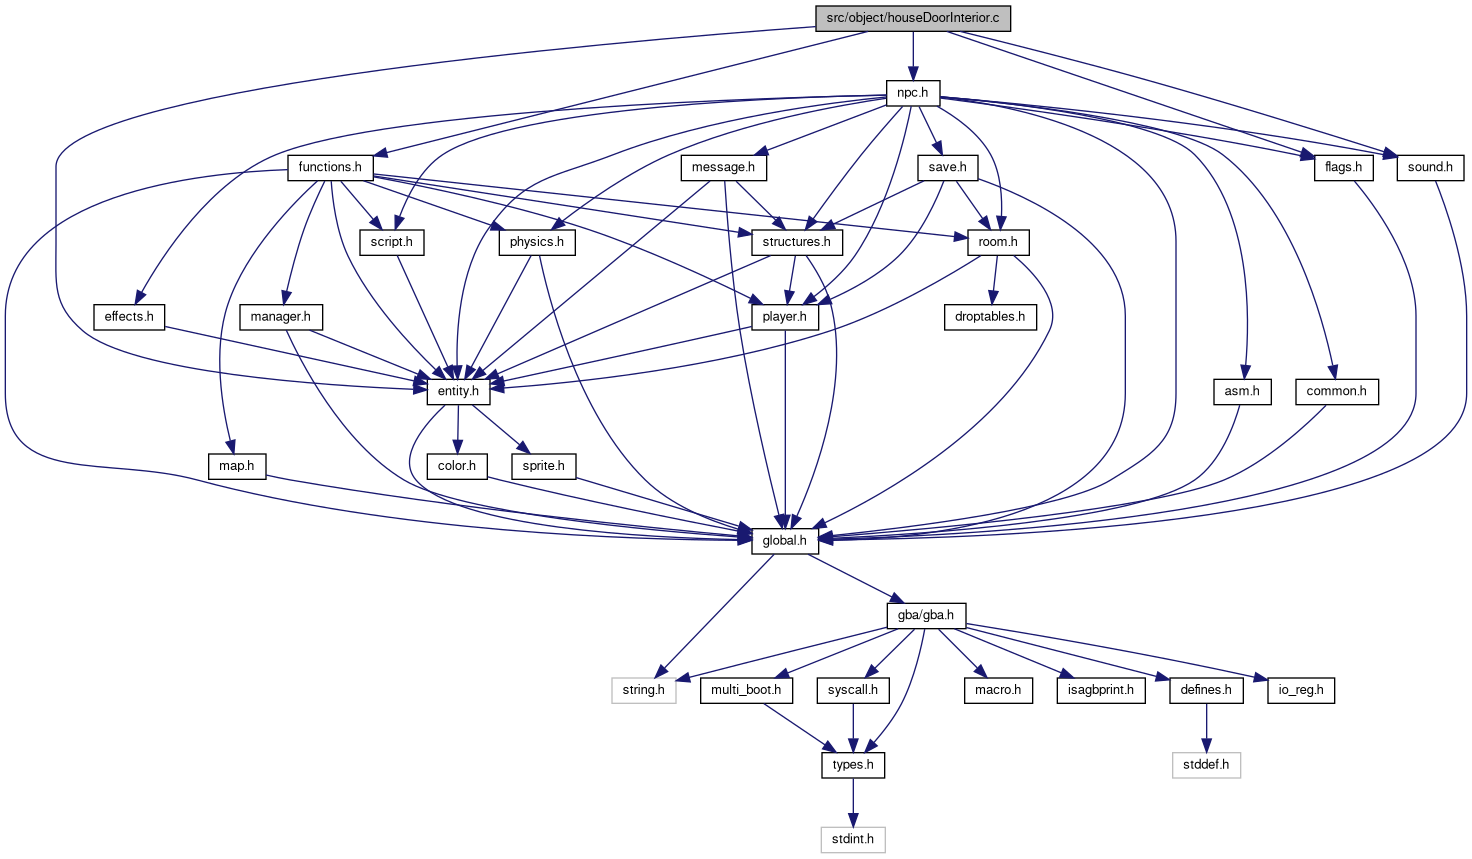 src/object/houseDoorInterior.c
npc.h
functions.h
message.h
save.h
flags.h
sound.h
script.h
physics.h
structures.h
room.h
effects.h
manager.h
player.h
droptables.h
entity.h
asm.h
common.h
map.h
color.h
sprite.h
global.h
gba/gba.h
string.h
multi_boot.h
syscall.h
macro.h
isagbprint.h
defines.h
io_reg.h
types.h
stddef.h
stdint.h